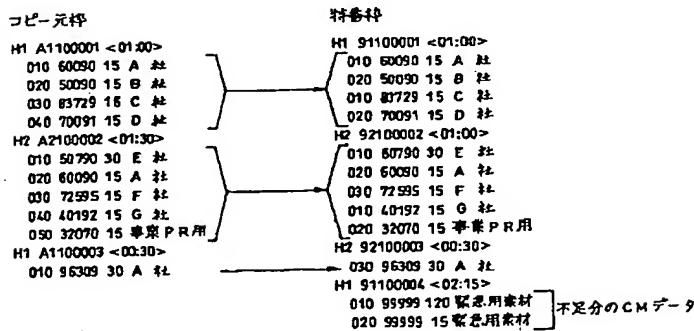 コピー元枠
H1 A1100001 <01:00>
010 60090 15 A 社
020 50090 15 B 社
030 83729 15 C 社
040 70091 15 D 社
H2 A2100002 <01:30>
010 50790 30 E 社
020 60090 15 A 社
030 72595 15 F 社
040 40192 15 G 社
050 32070 15 事業PR用
H1 A1100003 <00:30>
010 96309 30 A 社
特番枠
H1 91100001 <01:00>
010 60090 15 A 社
020 50090 15 B 社
010 83729 15 C 社
020 70091 15 D 社
H2 92100002 <01:00>
010 60790 30 E 社
020 60090 15 A 社
030 72595 15 F 社
010 40192 15 G 社
020 32070 15 事業PR用
H2 92100003 <00:30>
030 96309 30 A 社
H1 91100004 <02:15>
010 99999 120 緊急用素材
020 99999 15 緊急用素材
不足分のCMデータ